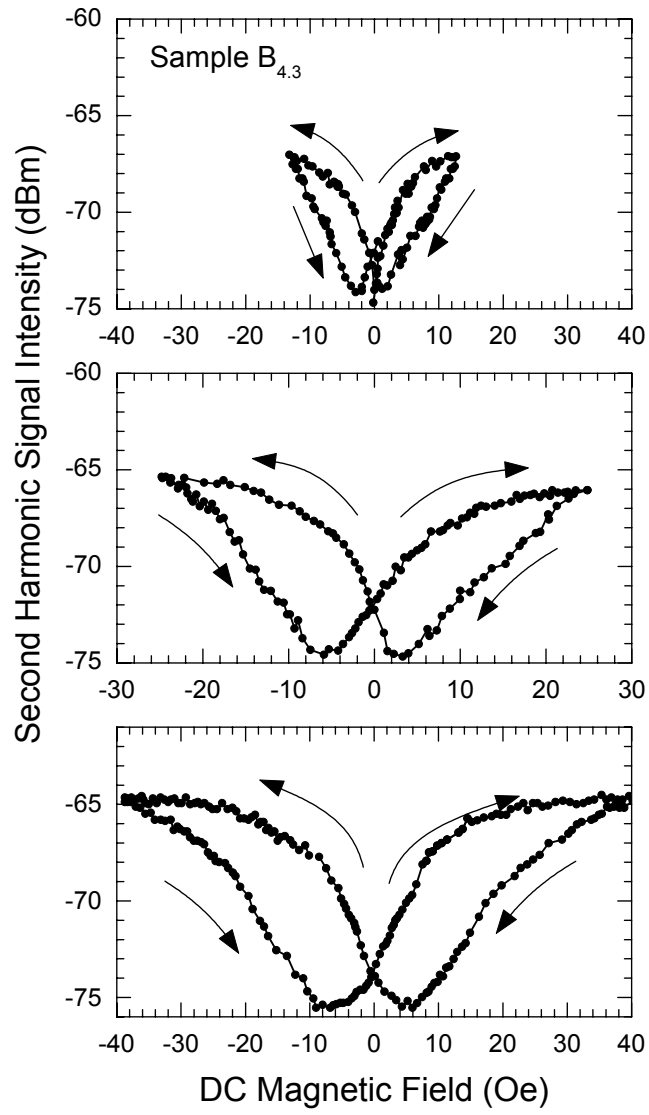 Second Harmonic Signal Intensity (dBm)
Sample B4.3
-60
-65
-70
-75
-40 -30 -20 -10 0 10 20 30 40
-60
-65
-70
-75
-30 -20 -10 0 10 20 30
-65
-70
-75
-40 -30 -20 -10 0 10 20 30 40
DC Magnetic Field (Oe)